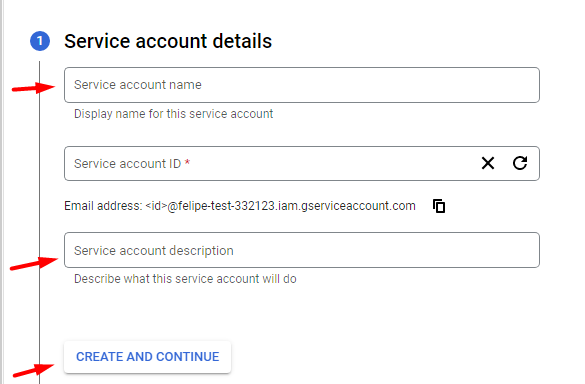 1 Service account details
Service account name
Display name for this service account
Service account ID *
Email address: <id>@felipe-test-332123.iam.gserviceaccount.com
Service account description
Describe what this service account will do
CREATE AND CONTINUE